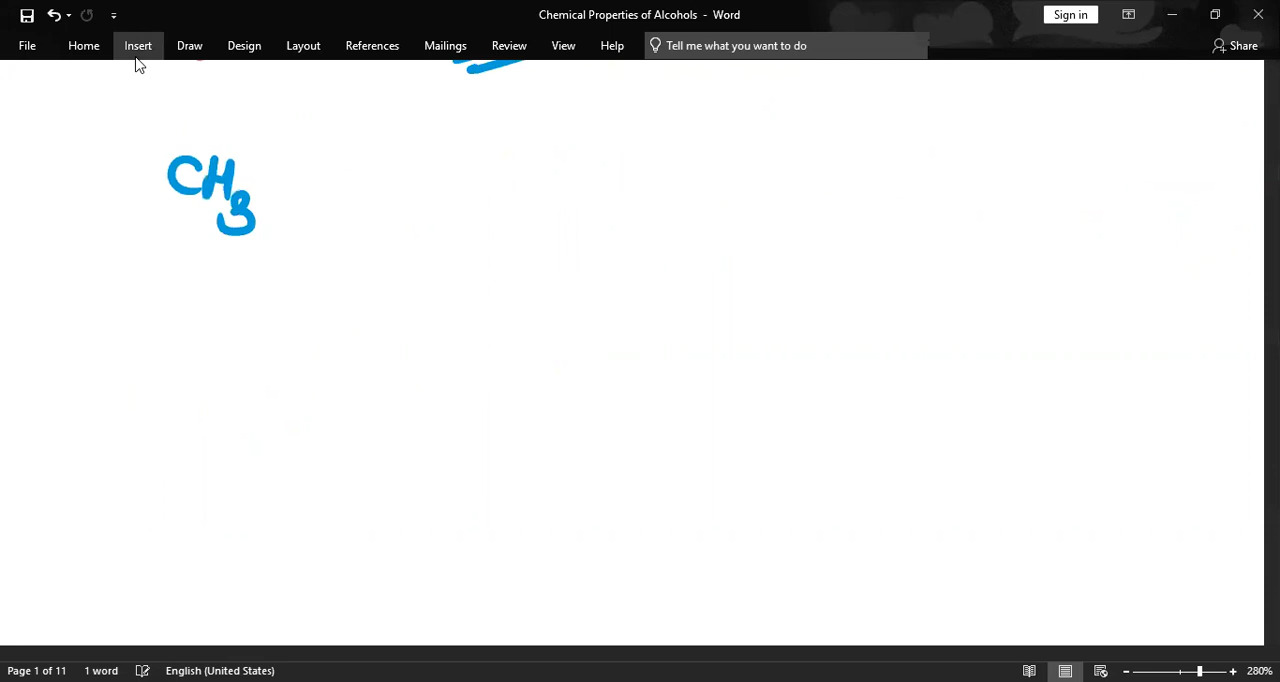 Chemical Properties of Alcohols - Word
Sign in
File Home Insert Draw Design Layout References Mailings Review View Help Tell me what you want to do Share
CH3
Page 1 of 11 1 word English (United States) 280%